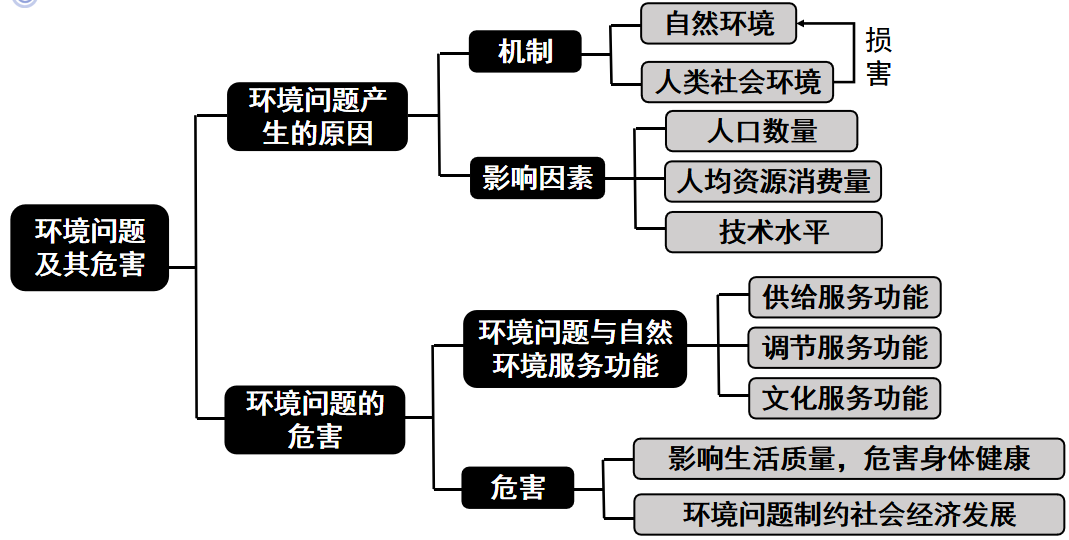 环境问题
及其危害
环境问题产
生的原因
机制
自然环境
人类社会环境
损
害
影响因素
人口数量
人均资源消费量
技术水平
环境问题的
危害
环境问题与自然
环境服务功能
供给服务功能
调节服务功能
文化服务功能
危害
影响生活质量，危害身体健康
环境问题制约社会经济发展